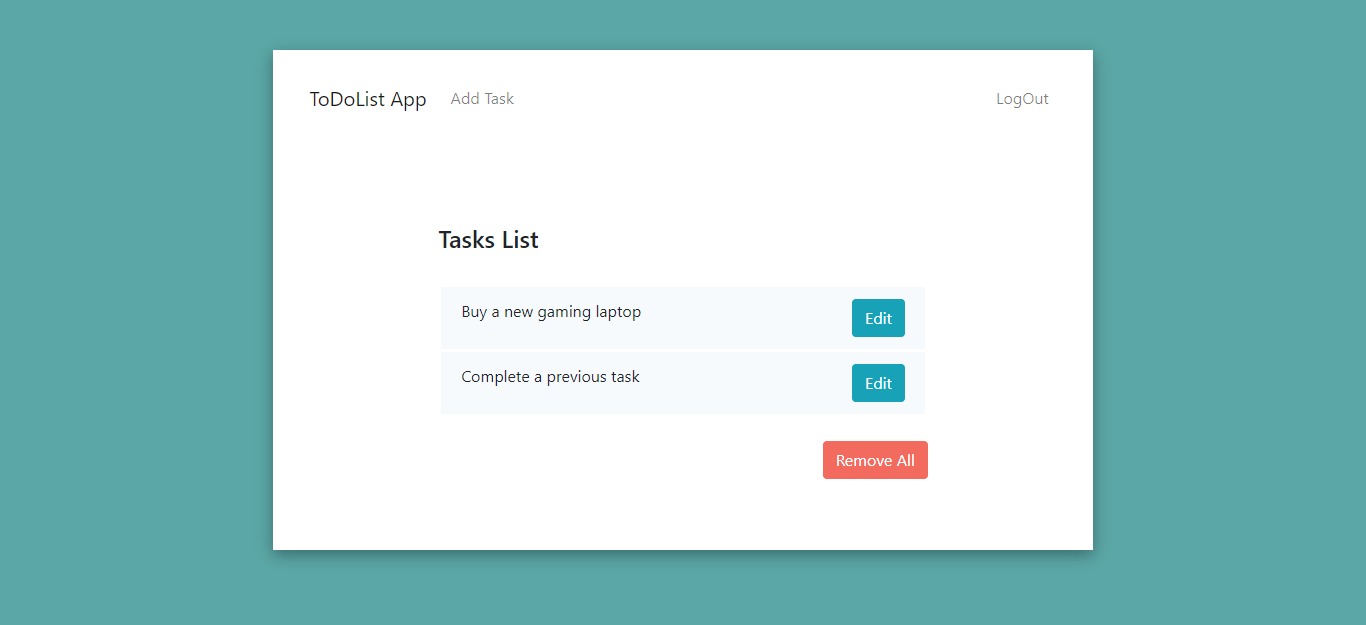 ToDoList App Add Task LogOut
Tasks List
Buy a new gaming laptop Edit
Complete a previous task Edit
Remove All